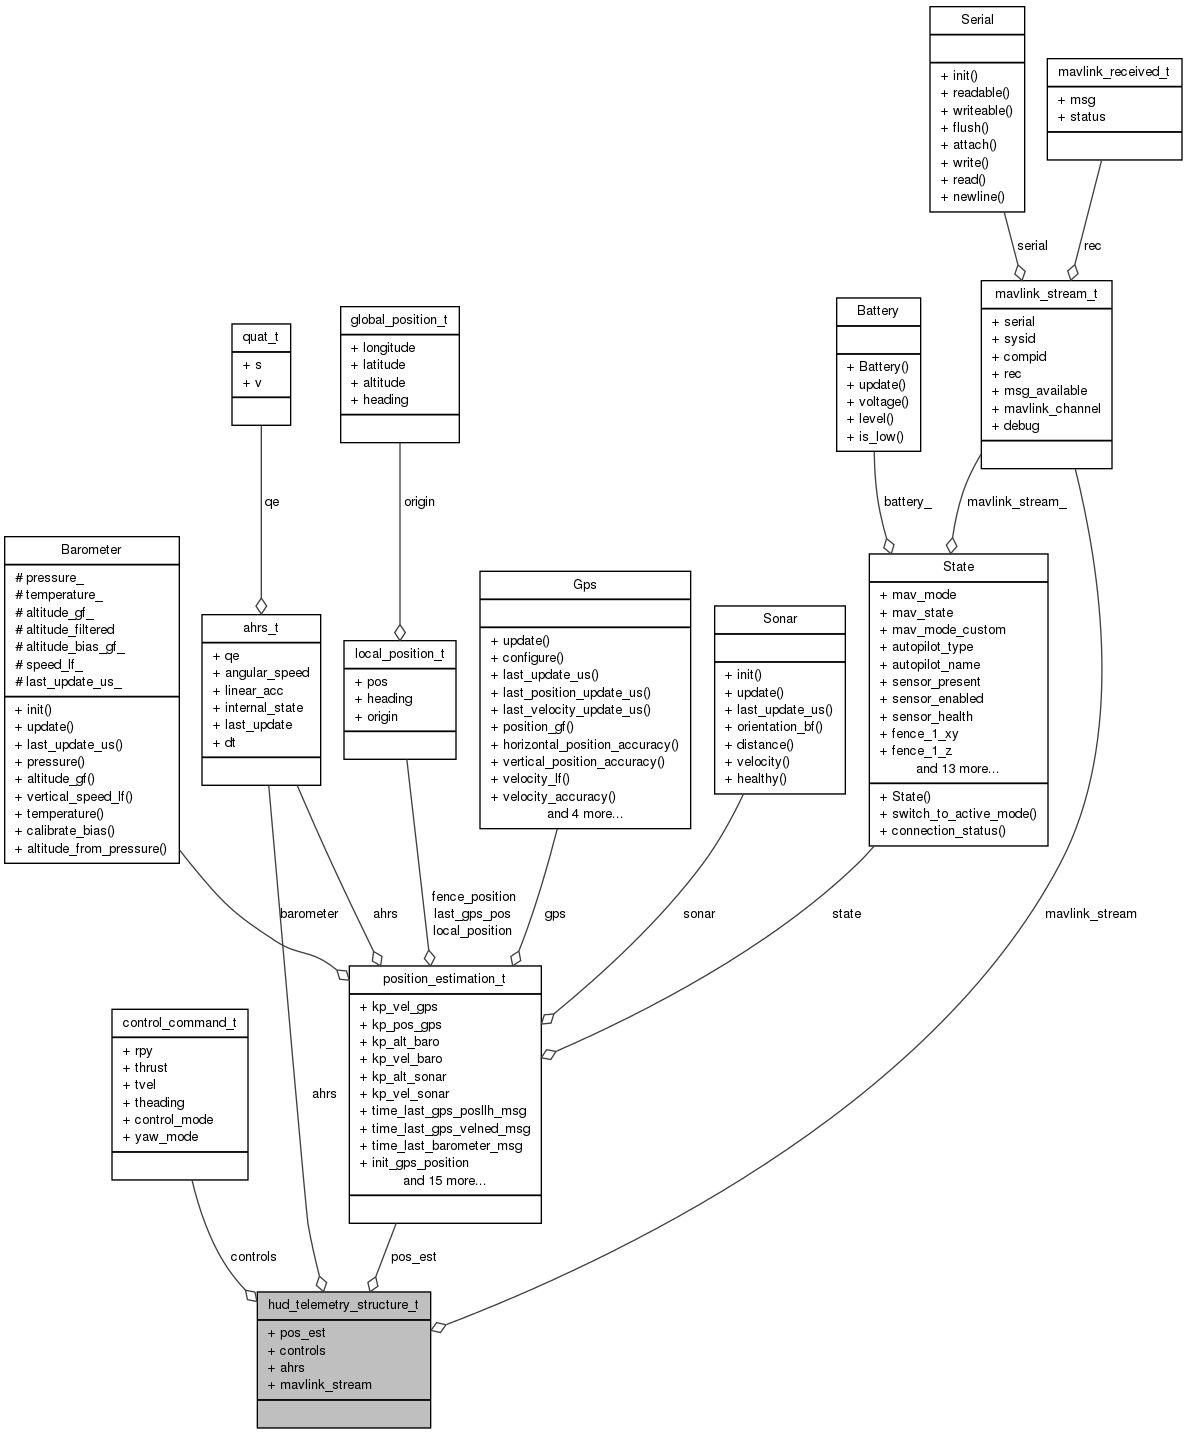 Serial
+ init()
+ readable()
+ writeable()
+ flush()
+ attach()
+ write()
+ read()
+ newline()
mavlink_received_t
+ msg
+ status
serial
rec
mavlink_stream_t
+ serial
+ sysid
+ compid
+ rec
+ msg_available
+ mavlink_channel
+ debug
Battery
+ Battery()
+ update()
+ voltage()
+ level()
+ is_low()
global_position_t
+ longitude
+ latitude
+ altitude
+ heading
quat_t
+ s
+ v
qe
origin
battery_
mavlink_stream_
Barometer
# pressure_
# temperature_
# altitude_gf_
# altitude_filtered
# altitude_bias_gf_
# speed_lf_
# last_update_us_
+ init()
+ update()
+ last_update_us()
+ pressure()
+ altitude_gf()
+ vertical_speed_lf()
+ temperature()
+ calibrate_bias()
+ altitude_from_pressure()
ahrs_t
+ qe
+ angular_speed
+ linear_acc
+ internal_state
+ last_update
+ dt
local_position_t
+ pos
+ heading
+ origin
Gps
+ update()
+ configure()
+ last_update_us()
+ last_position_update_us()
+ last_velocity_update_us()
+ position_gf()
+ horizontal_position_accuracy()
+ vertical_position_accuracy()
+ velocity_lf()
+ velocity_accuracy()
and 4 more...
Sonar
+ init()
+ update()
+ last_update_us()
+ orientation_bf()
+ distance()
+ velocity()
+ healthy()
State
+ mav_mode
+ mav_state
+ mav_mode_custom
+ autopilot_type
+ autopilot_name
+ sensor_present
+ sensor_enabled
+ sensor_health
+ fence_1_xy
+ fence_1_z
and 13 more...
+ State()
+ switch_to_active_mode()
+ connection_status()
barometer
ahrs
fence_position
last_gps_pos
local_position
gps
sonar
state
mavlink_stream
position_estimation_t
+ kp_vel_gps
+ kp_pos_gps
+ kp_alt_baro
+ kp_vel_baro
+ kp_alt_sonar
+ kp_vel_sonar
+ time_last_gps_posllh_msg
+ time_last_gps_velned_msg
+ time_last_barometer_msg
+ init_gps_position
and 15 more...
control_command_t
+ rpy
+ thrust
+ tvel
+ theading
+ control_mode
+ yaw_mode
ahrs
controls
pos_est
hud_telemetry_structure_t
+ pos_est
+ controls
+ ahrs
+ mavlink_stream